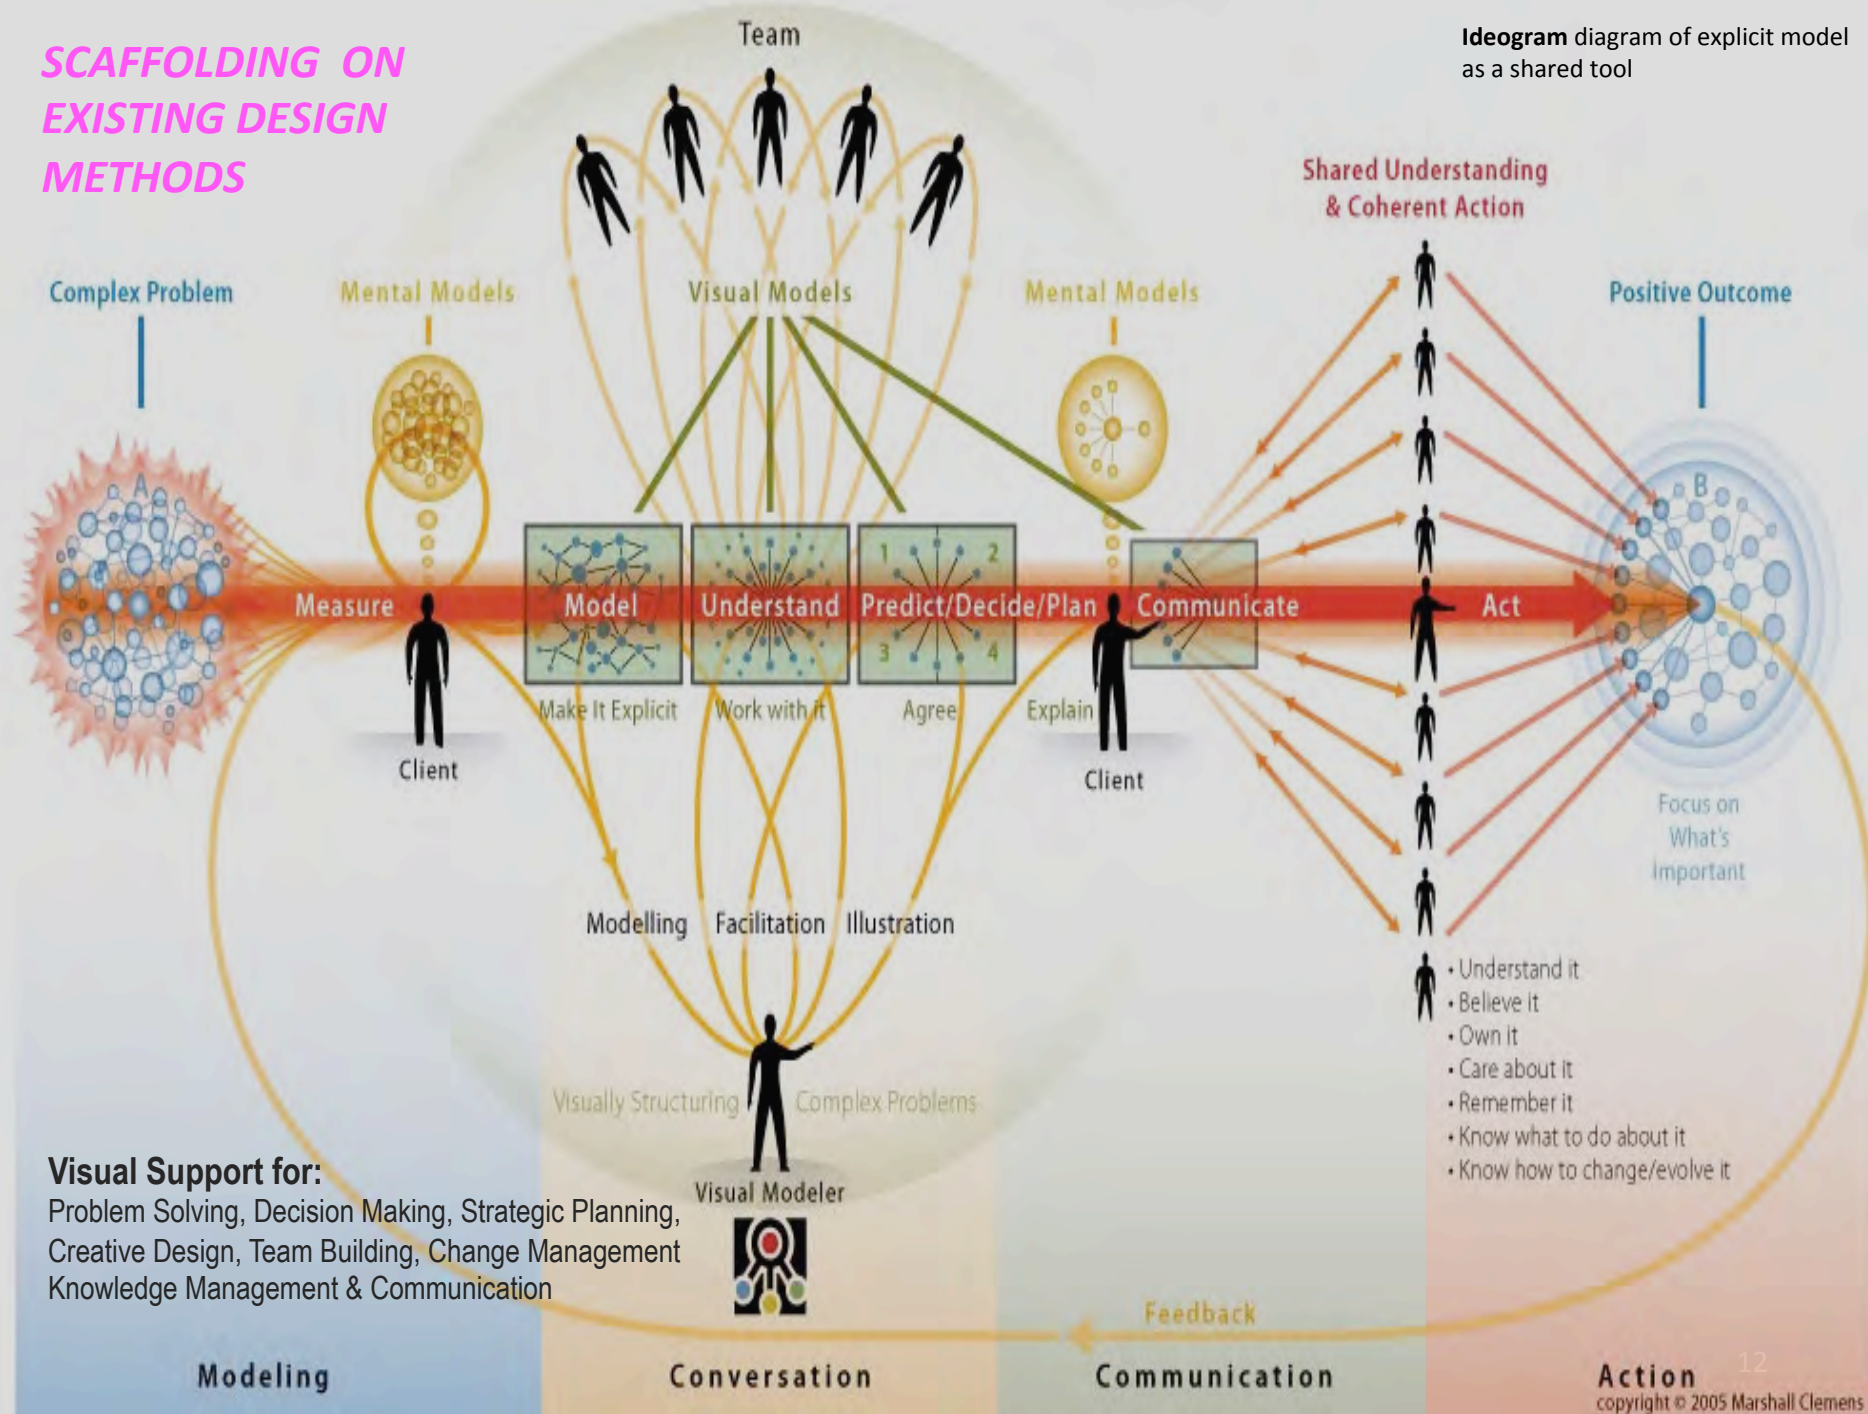 SCAFFOLDING ON
EXISTING DESIGN
METHODS
Team
Ideogram diagram of explicit model
as a shared tool
Shared Understanding
& Coherent Action
Complex Problem
Mental Models
Visual Models
Mental Models
Positive Outcome
A
B
1
2
3
4
Measure
Model
Understand
Predict/Decide/Plan
Communicate
Act
Make It Explicit
Work with it
Agree
Explain
Client
Client
Focus on
What's
Important
Modelling
Facilitation
Illustration
• Understand it
• Believe it
• Own it
• Care about it
• Remember it
• Know what to do about it
• Know how to change/evolve it
Visually Structuring
Complex Problems
Visual Modeler
Visual Support for:
Problem Solving, Decision Making, Strategic Planning,
Creative Design, Team Building, Change Management
Knowledge Management & Communication
Feedback
Modeling
Conversation
Communication
Action
12
copyright © 2005 Marshall Clemens